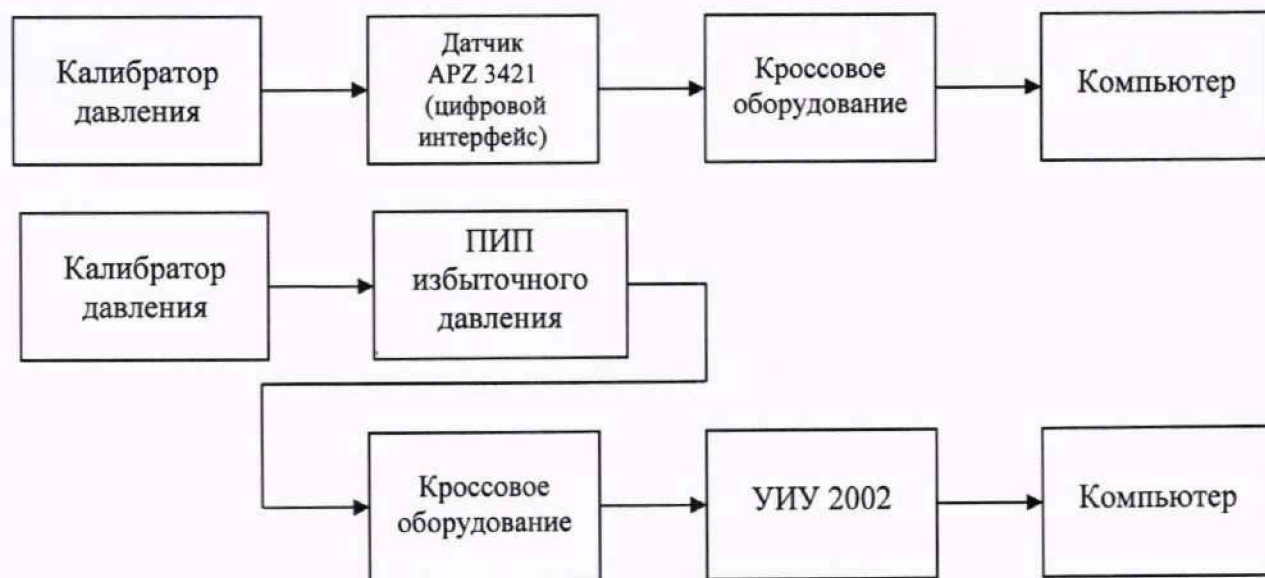 Калибратор
давления
Датчик
APZ 3421
(цифровой
интерфейс)
Кроссовое
оборудование
Компьютер
Калибратор
давления
ПИП
избыточного
давления
Кроссовое
оборудование
УИУ 2002
Компьютер